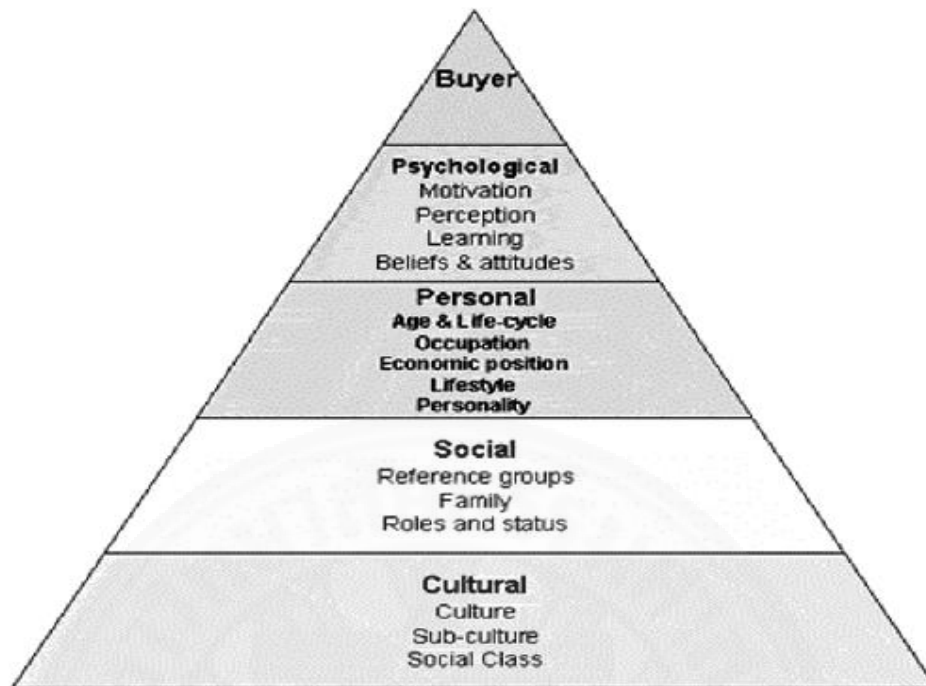 Buyer
Psychological
Motivation
Perception
Learning
Beliefs & attitudes
Personal
Age & Life-cycle
Occupation
Economic position
Lifestyle
Personality
Social
Reference groups
Family
Roles and status
Cultural
Culture
Sub-culture
Social Class